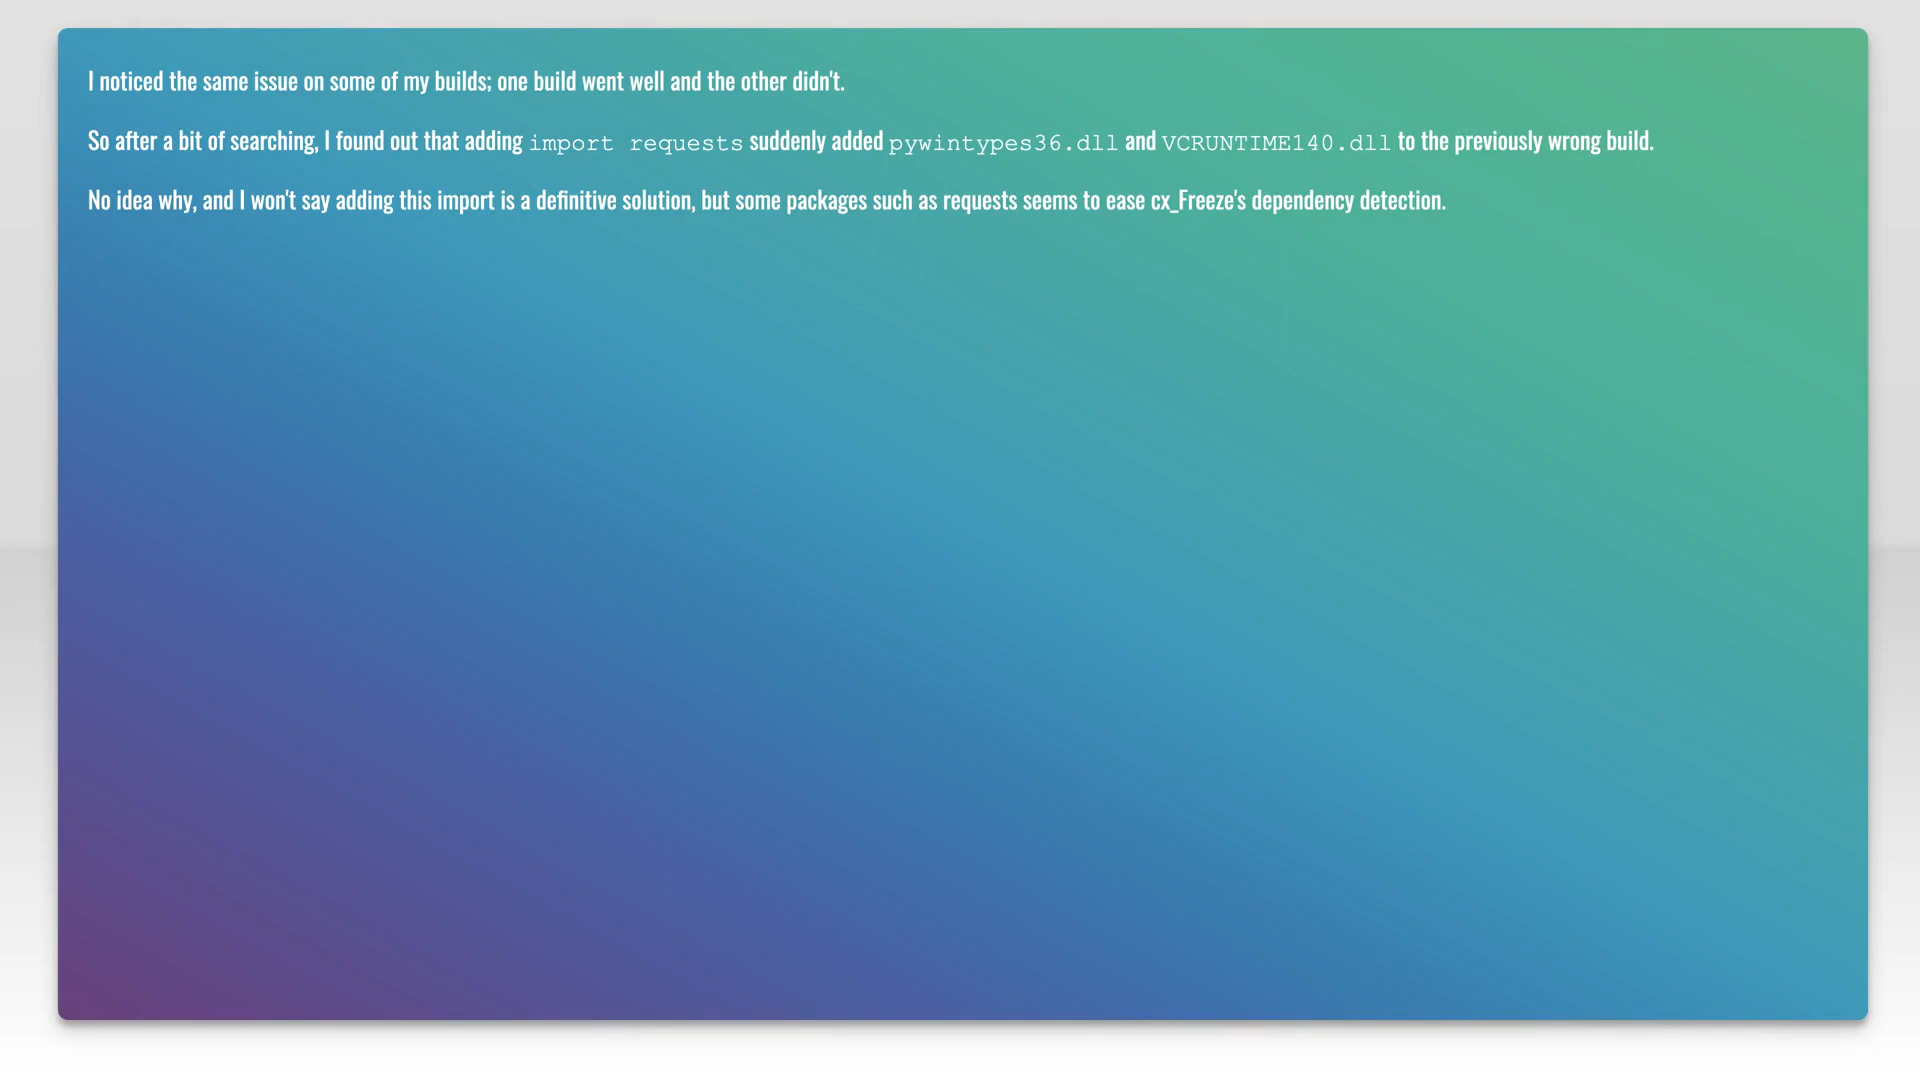 I noticed the same issue on some of my builds; one build went well and the other didn't.
So after a bit of searching, I found out that adding import requests suddenly added pywintypes36.dll and VCRUNTIME140.dll to the previously wrong build.
No idea why, and I won't say adding this import is a definitive solution, but some packages such as requests seems to ease cx_Freeze's dependency detection.